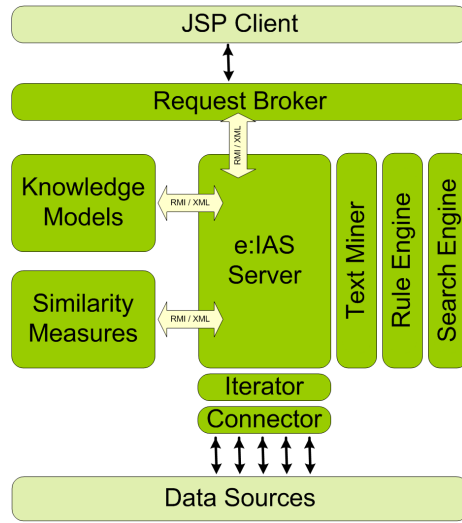 JSP Client
Request Broker
RMI / XML
Knowledge
Models
RMI / XML
e:IAS
Server
Text Miner
Rule Engine
Search Engine
Similarity
Measures
RMI / XML
Iterator
Connector
Data Sources